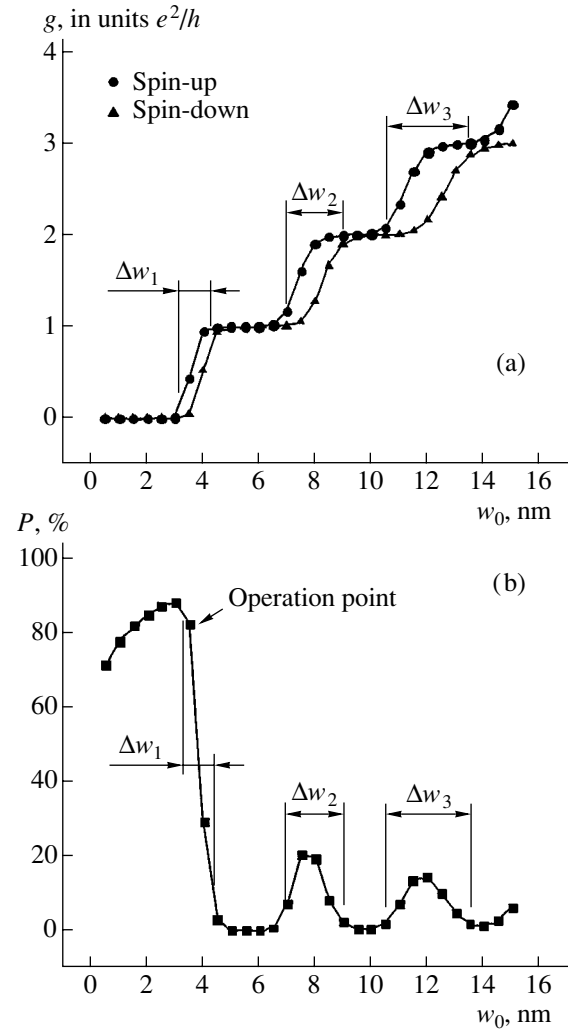 g, in units e²/h
4
Spin-up
Spin-down
Δw₃
3
Δw₂
2
Δw₁
1
(a)
0
0 2 4 6 8 10 12 14 16
w₀, nm
P, %
100
(b)
Operation point
80
60
Δw₁
40
Δw₂
Δw₃
20
0
0 2 4 6 8 10 12 14 16
w₀, nm